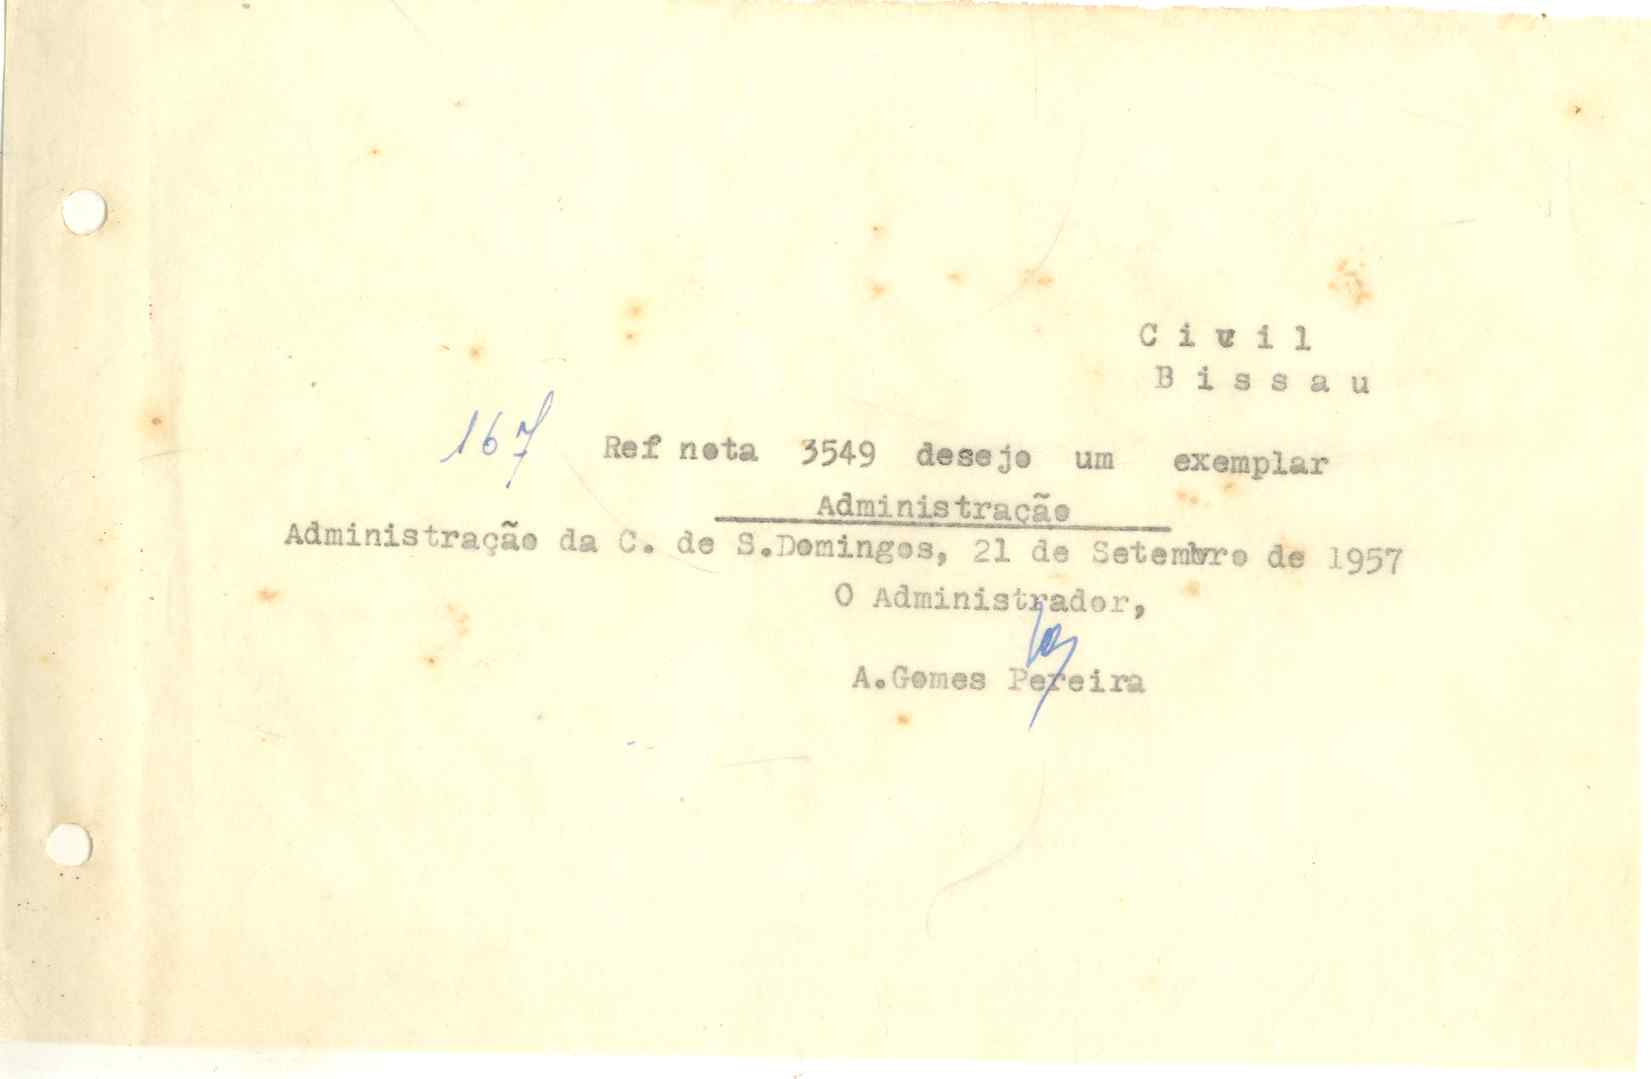 C i v i l
B i s s a u
167 Ref nota 3549 desejo um exemplar
Administração
Administração da C. de S.Domingos, 21 de Setembro de 1957
O Administrador,
A.Gomes Pereira